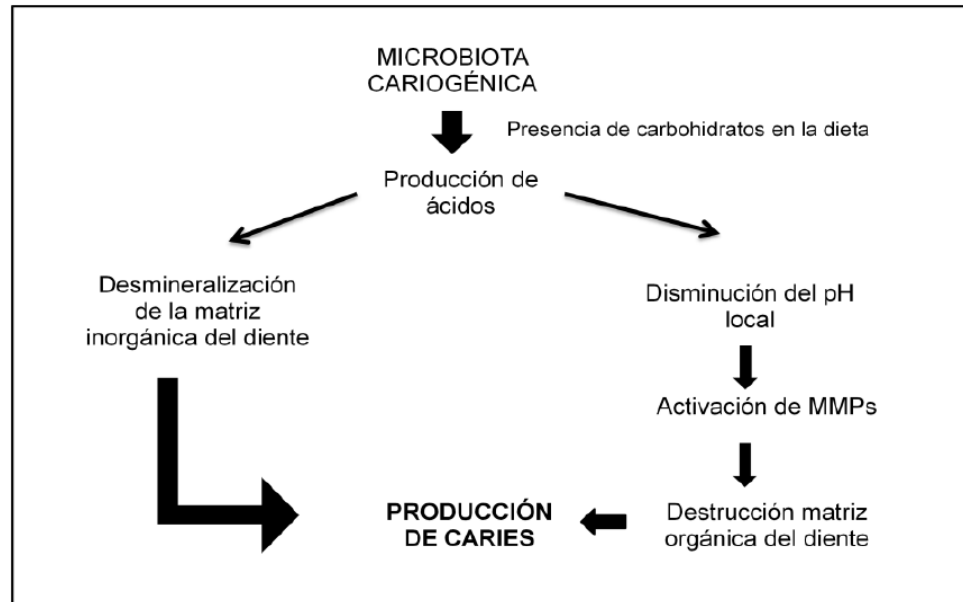 MICROBIOTA
CARIOGÉNICA
Presencia de carbohidratos en la dieta
Producción de
ácidos
Desmineralización
de la matriz
inorgánica del diente
Disminución del pH
local
Activación de MMPs
Destrucción matriz
orgánica del diente
PRODUCCIÓN
DE CARIES